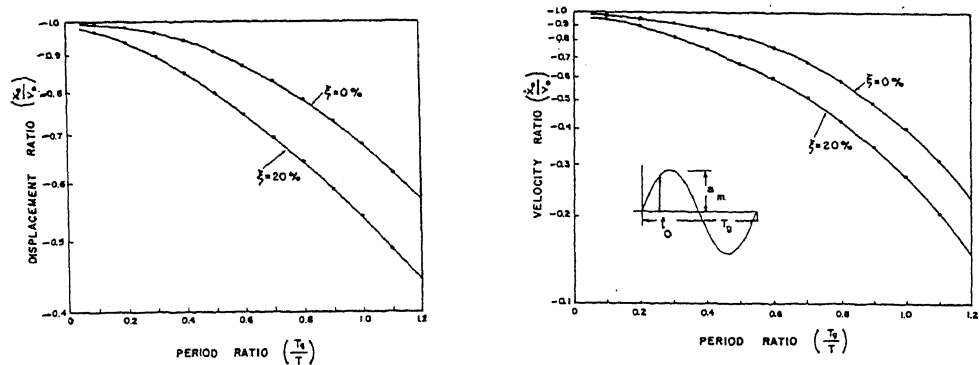 DISPLACEMENT RATIO
-1.0
-0.9
-0.8
-0.7
-0.6
-0.5
-0.4
0 0.2 0.4 0.6 0.8 1.0 1.2
ξ=0%
ξ=20%
PERIOD RATIO (Tg/T)
VELOCITY RATIO
-1.0
-0.9
-0.8
-0.7
-0.6
-0.5
-0.4
-0.3
-0.2
-0.1
0 0.2 0.4 0.6 0.8 1.0 1.2
ξ=0%
ξ=20%
am
Tg
to
PERIOD RATIO (Tg/T)